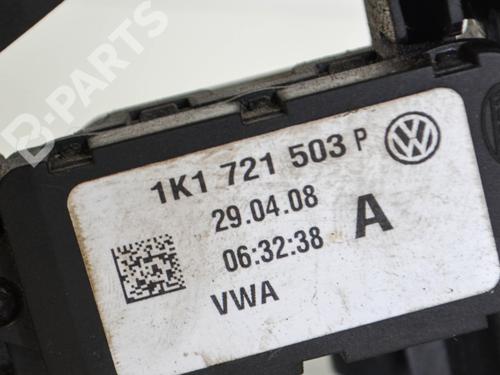 B-PARTS
1K1 721 503 P
29.04.08
A
06:32:38
VWA